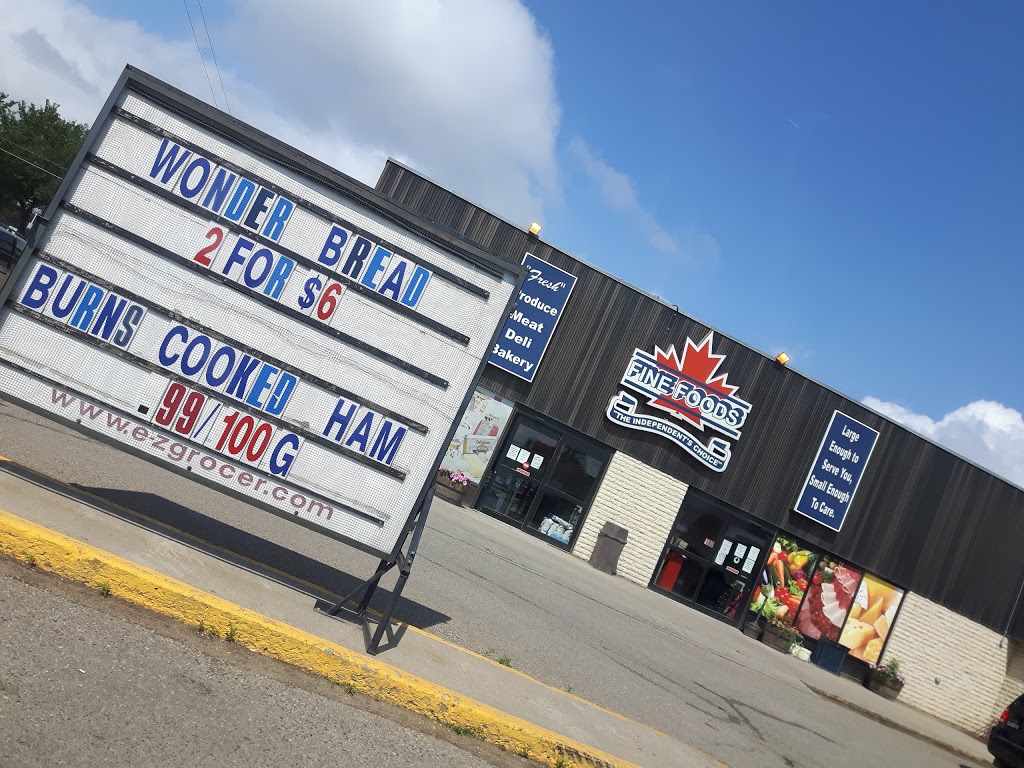 WONDER BREAD
2 FOR $6
BURNS COOKED HAM
.99/100G
www.e-zgrocer.com
"Fresh"
Produce
Meat
Deli
Bakery
FINE FOODS
"THE INDEPENDENT'S CHOICE"
Large
Enough to
Serve You,
Small Enough
To Care.